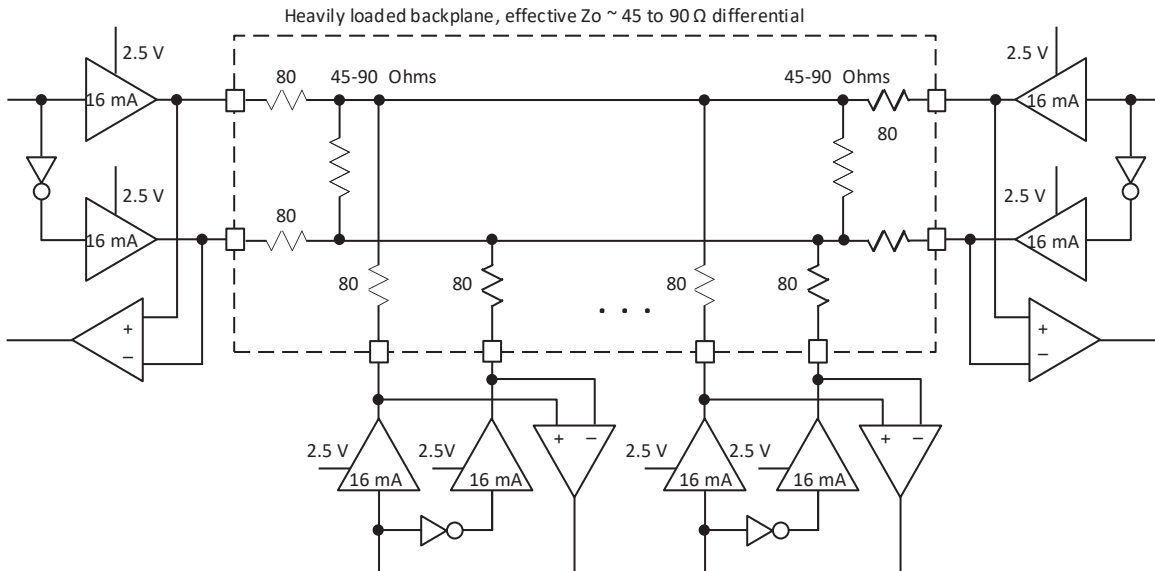 Heavily loaded backplane, effective Zo ~ 45 to 90 Ω differential
2.5 V
2.5 V
80
45-90 Ohms
45-90 Ohms
16 mA
16 mA
80
2.5 V
2.5 V
80
16 mA
16 mA
80
80
80
80
+
−
. . .
+
−
+
−
+
−
2.5 V
2.5V
2.5 V
2.5 V
16 mA
16 mA
16 mA
16 mA